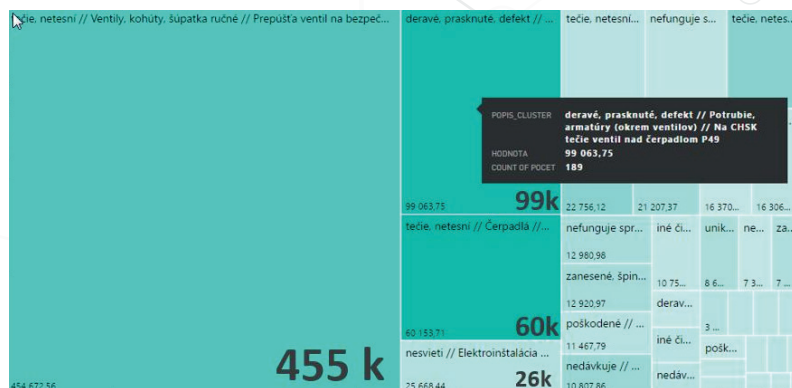 tečie, netesní // Ventily, kohúty, šúpatka ručné // Prepúšťa ventil na bezpeč...
454 672,56
455 k
deravé, prasknuté, defekt // ...
99 063,75
99k
tečie, netesní // Čerpadlá //...
60 153,71
60k
nesvieti // Elektroinštalácia ...
25 668,44
26k
tečie, netesní...
nefunguje s...
tečie, netes...
POPIS_CLUSTER
deravé, prasknuté, defekt // Potrubie,
armatúry (okrem ventilov) // Na CHSK
tečie ventil nad čerpadlom P49
HODNOTA
99 063,75
COUNT OF POCET
189
22 756,12
21 207,37
16 370...
16 306...
nefunguje spr...
12 980,98
iné či...
10 75...
unik...
8 6...
ne...
7 3...
za...
7 ...
zanesené, špin...
12 920,97
derav...
3 ...
poškodené // ...
11 467,79
iné či...
pošk...
nedávkuje // ...
10 807,86
nedáv...